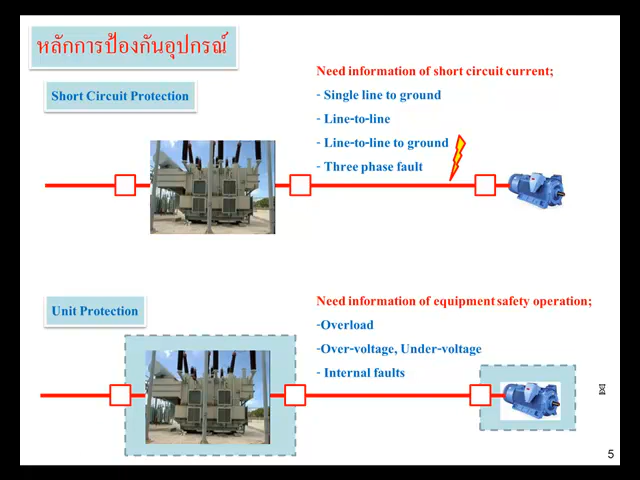 หลักการป้องกันอุปกรณ์
Short Circuit Protection
Need information of short circuit current;
- Single line to ground
- Line-to-line
- Line-to-line to ground
- Three phase fault
Unit Protection
Need information of equipment safety operation;
-Overload
-Over-voltage, Under-voltage
- Internal faults
5